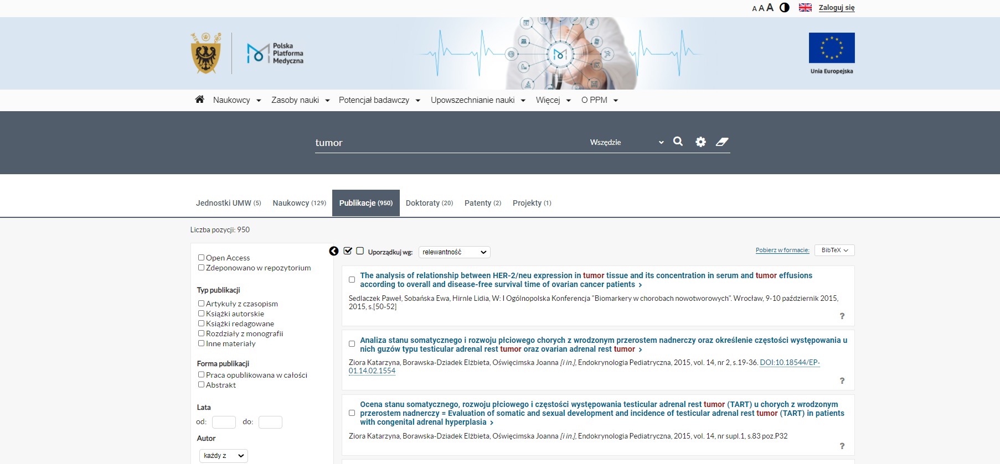 A A A Zaloguj się
Polska
Platforma
Medyczna
Unia Europejska
Naukowcy Zasoby nauki Potencjał badawczy Upowszechnianie nauki Więcej O PPM
tumor Wszędzie
Jednostki UMW (5) Naukowcy (129) Publikacje (950) Doktoraty (20) Patenty (2) Projekty (1)
Liczba pozycji: 950
Open Access
Zdeponowano w repozytorium
Typ publikacji
Artykuły z czasopism
Książki autorskie
Książki redagowane
Rozdziały z monografii
Inne materiały
Forma publikacji
Praca opublikowana w całości
Abstrakt
Lata
od: do:
Autor
każdy z
Uporządkuj wg: relewantność Pobierz w formacie: BibTeX
The analysis of relationship between HER-2/neu expression in tumor tissue and its concentration in serum and tumor effusions
according to overall and disease-free survival time of ovarian cancer patients
Sedlaczek Paweł, Sobańska Ewa, Hirnle Lidia, W: I Ogólnopolska Konferencja "Biomarkery w chorobach nowotworowych". Wrocław, 9-10 październik 2015,
2015, s.[50-52]
?
Analiza stanu somatycznego i rozwoju płciowego chorych z wrodzonym przerostem nadnerczy oraz określenie częstości występowania u
nich guzów typu testicular adrenal rest tumor oraz ovarian adrenal rest tumor
Ziora Katarzyna, Borawska-Dziadek Elżbieta, Oświęcimska Joanna [i in.], Endokrynologia Pediatryczna, 2015, vol. 14, nr 2, s.19-36. DOI:10.18544/EP-
01.14.02.1554
?
Ocena stanu somatycznego, rozwoju płciowego i częstości występowania testicular adrenal rest tumor (TART) u chorych z wrodzonym
przerostem nadnerczy = Evaluation of somatic and sexual development and incidence of testicular adrenal rest tumor (TART) in patients
with congenital adrenal hyperplasia
Ziora Katarzyna, Borawska-Dziadek Elżbieta, Oświęcimska Joanna [i in.], Endokrynologia Pediatryczna, 2015, vol. 14, nr supl.1, s.83 poz.P32
?